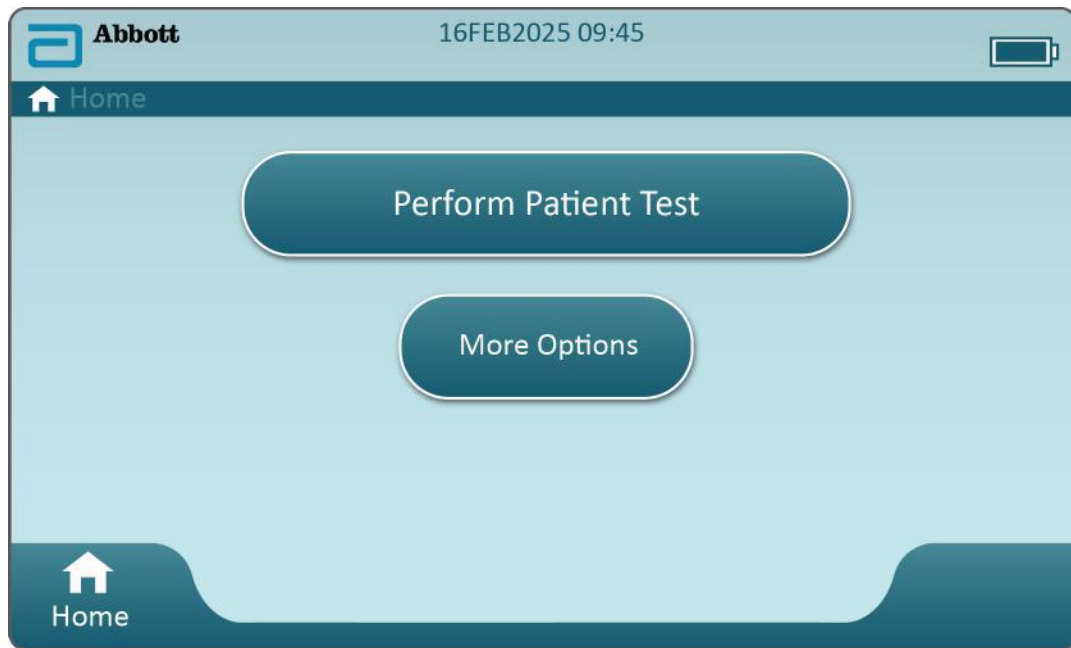 Abbott
16FEB2025 09:45
Home
Perform Patient Test
More Options
Home